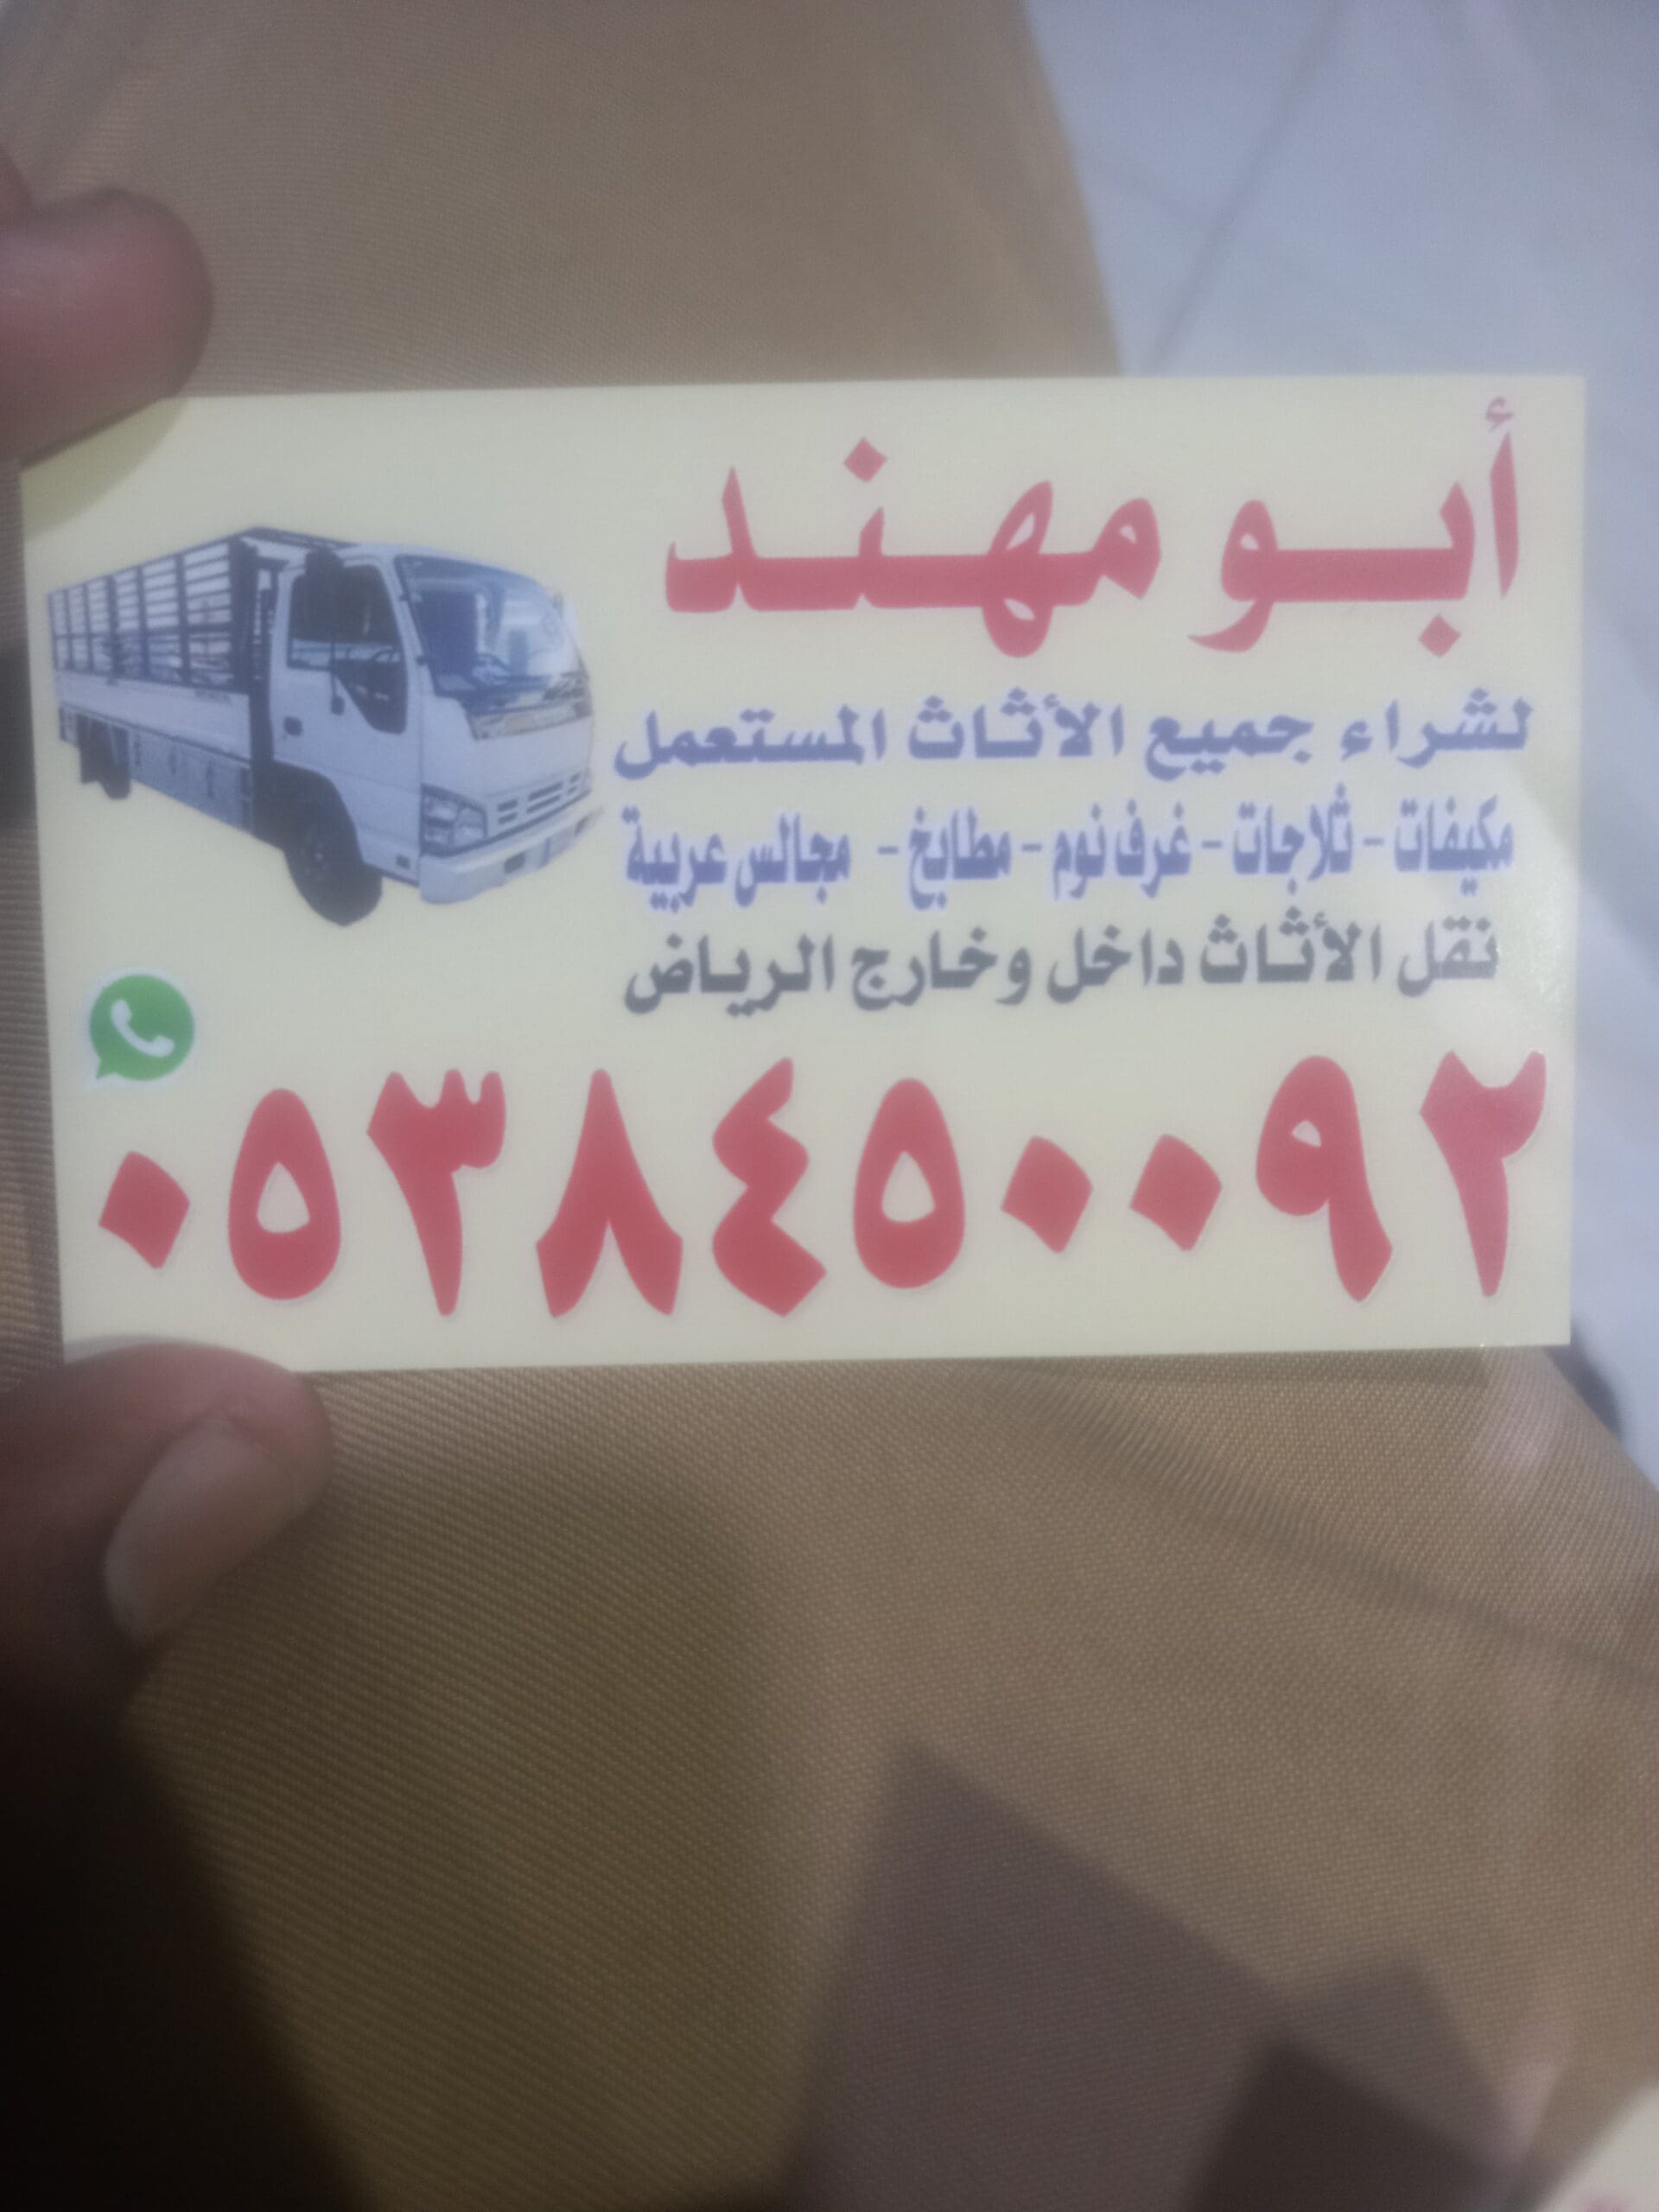 أبو مهند
لشراء جميع الأثاث المستعمل
مكيفات - ثلاجات - غرف نوم - مطابخ - مجالس عربية
نقل الأثاث داخل وخارج الرياض
٠٥٣٨٤٥٠٠٩٢